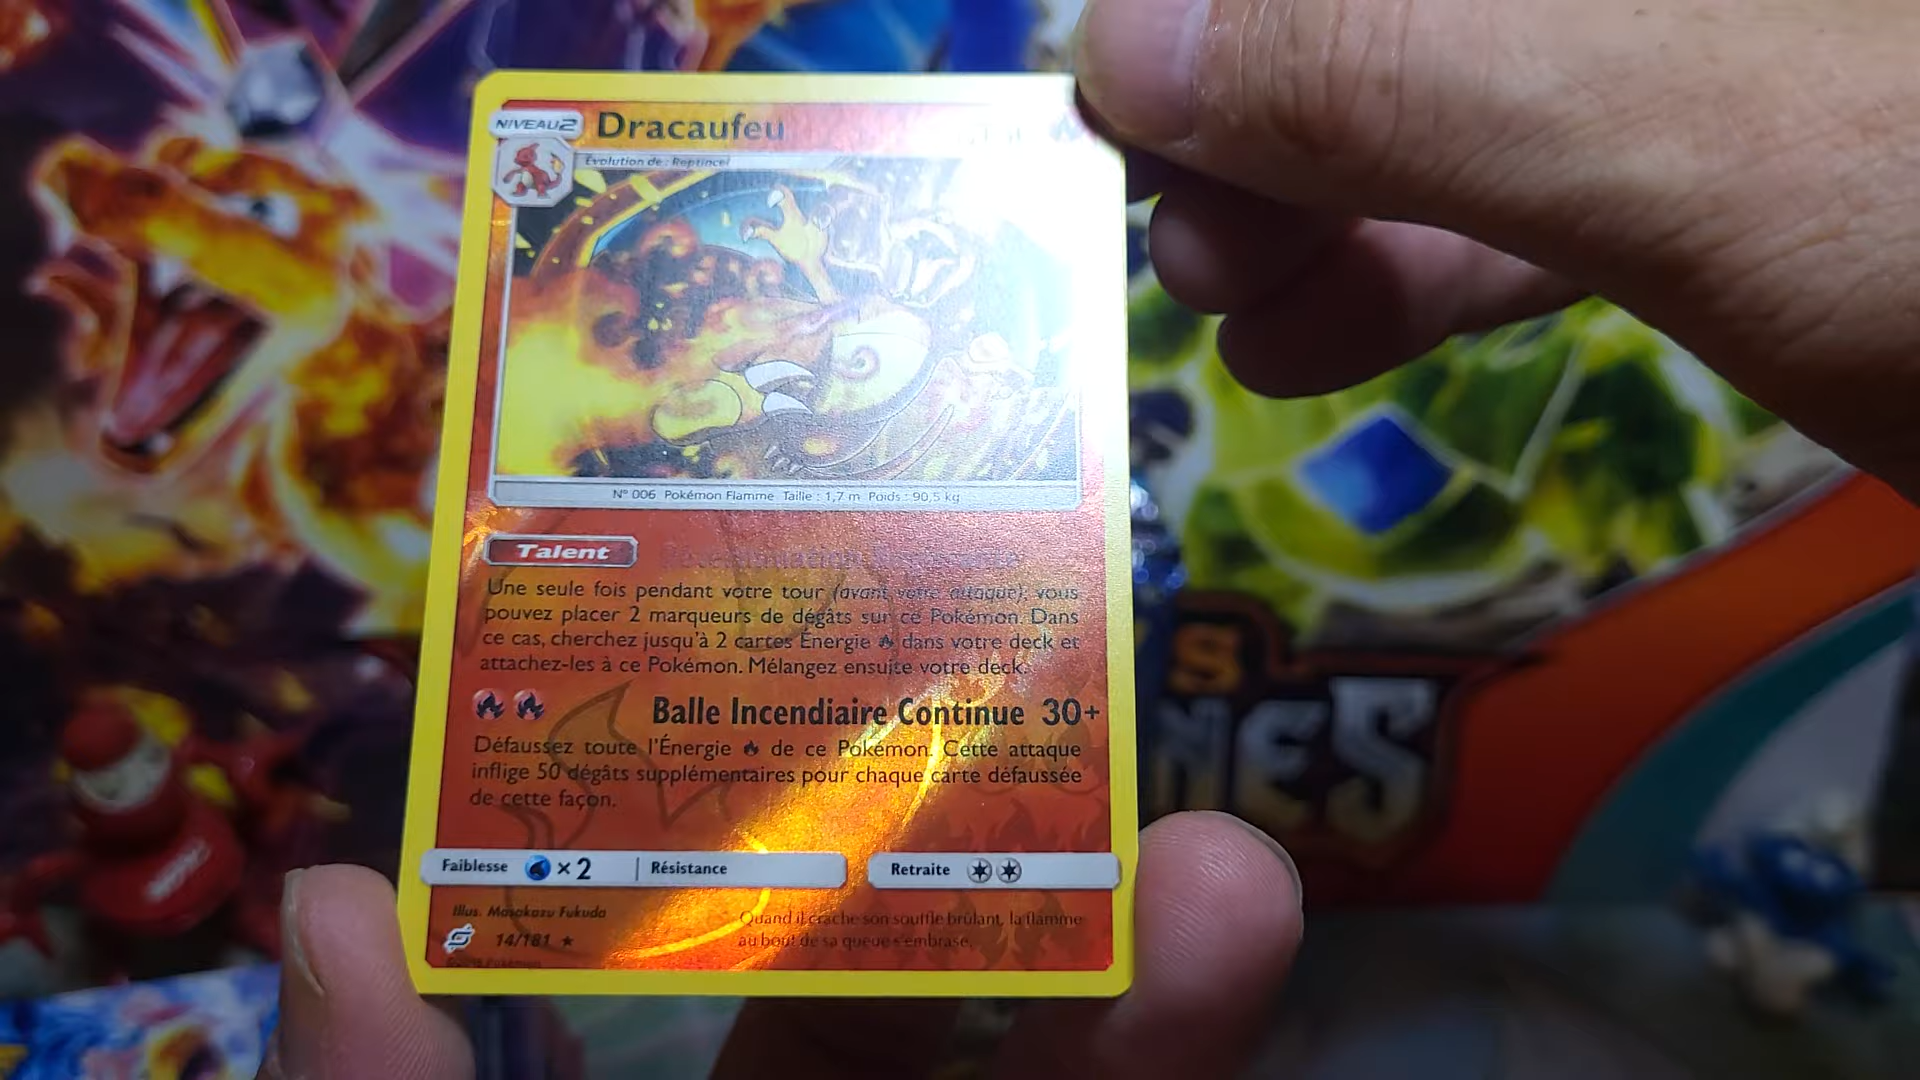 NIVEAU 2
Dracaufeu
Évolution de : Reptincel
N° 006 Pokémon Flamme Taille : 1,7 m Poids : 90,5 kg
Talent
Une seule fois pendant votre tour (avant votre attaque), vous
pouvez placer 2 marqueurs de dégâts sur ce Pokémon. Dans
ce cas, cherchez jusqu'à 2 cartes Énergie dans votre deck et
attachez-les à ce Pokémon. Mélangez ensuite votre deck.
Balle Incendiaire Continue 30+
Défaussez toute l'Énergie de ce Pokémon. Cette attaque
inflige 50 dégâts supplémentaires pour chaque carte défaussée
de cette façon.
Faiblesse ×2 Résistance Retraite
Illus. Masakazu Fukuda
14/181 ★
Quand il crache son souffle brûlant, la flamme
au bout de sa queue s'embrase.